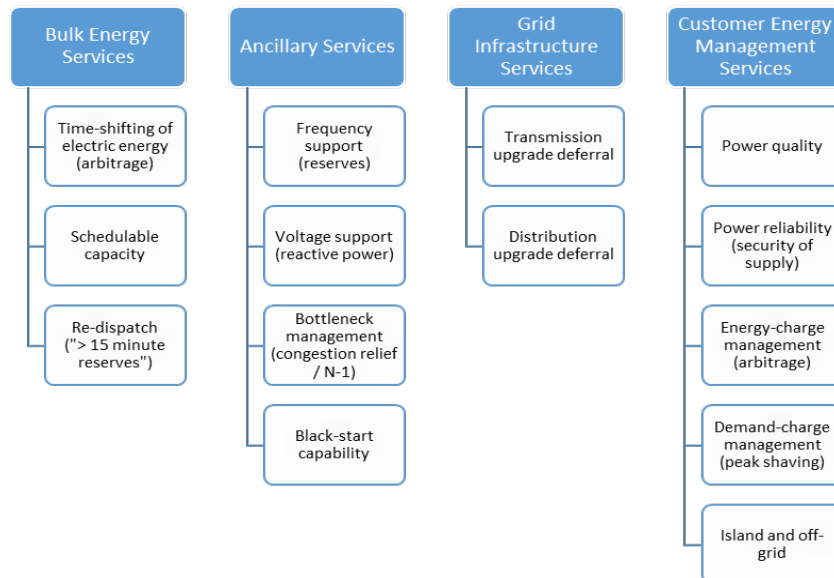 Bulk Energy
Services
Time-shifting of
electric energy
(arbitrage)
Schedulable
capacity
Re-dispatch
("> 15 minute
reserves")
Ancillary Services
Frequency
support
(reserves)
Voltage support
(reactive power)
Bottleneck
management
(congestion relief
/ N-1)
Black-start
capability
Grid
Infrastructure
Services
Transmission
upgrade deferral
Distribution
upgrade deferral
Customer Energy
Management
Services
Power quality
Power reliability
(security of
supply)
Energy-charge
management
(arbitrage)
Demand-charge
management
(peak shaving)
Island and off-
grid